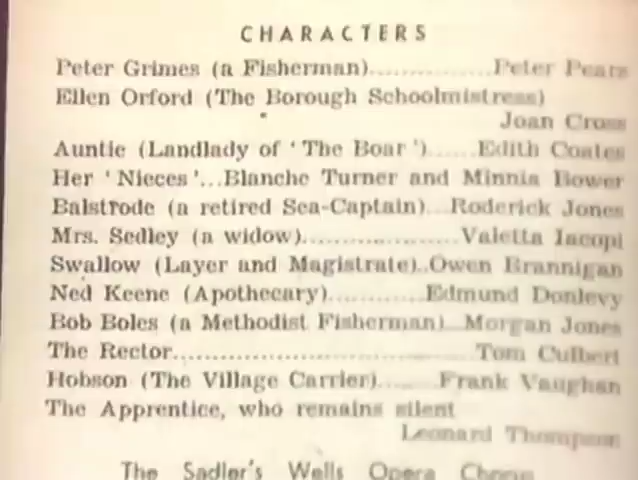 CHARACTERS
Peter Grimes (a Fisherman)..............Peter Pears
Ellen Orford (The Borough Schoolmistress)
Joan Cross
Auntie (Landlady of 'The Boar')......Edith Coates
Her 'Nieces'...Blanche Turner and Minnia Bower
Balstrode (a retired Sea-Captain)...Roderick Jones
Mrs. Sedley (a widow)..................Valetta Iacopi
Swallow (Layer and Magistrate)..Owen Brannigan
Ned Keene (Apothecary)...........Edmund Donlevy
Bob Boles (a Methodist Fisherman)...Morgan Jones
The Rector..................................Tom Culbert
Hobson (The Village Carrier)......Frank Vaughan
The Apprentice, who remains silent
Leonard Thompson
The Sadler's Wells Opera Chorus